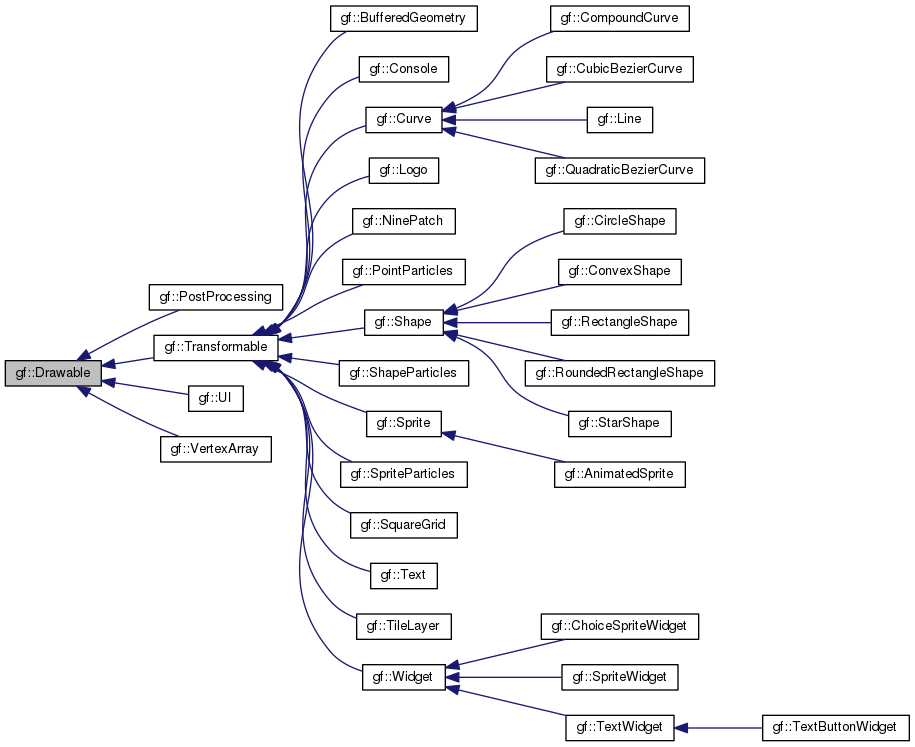 gf::BufferedGeometry
gf::CompoundCurve
gf::Console
gf::CubicBezierCurve
gf::Curve
gf::Line
gf::Logo
gf::QuadraticBezierCurve
gf::NinePatch
gf::CircleShape
gf::PointParticles
gf::ConvexShape
gf::PostProcessing
gf::Shape
gf::RectangleShape
gf::Transformable
gf::Drawable
gf::ShapeParticles
gf::RoundedRectangleShape
gf::UI
gf::Sprite
gf::StarShape
gf::VertexArray
gf::SpriteParticles
gf::AnimatedSprite
gf::SquareGrid
gf::Text
gf::TileLayer
gf::ChoiceSpriteWidget
gf::Widget
gf::SpriteWidget
gf::TextWidget
gf::TextButtonWidget